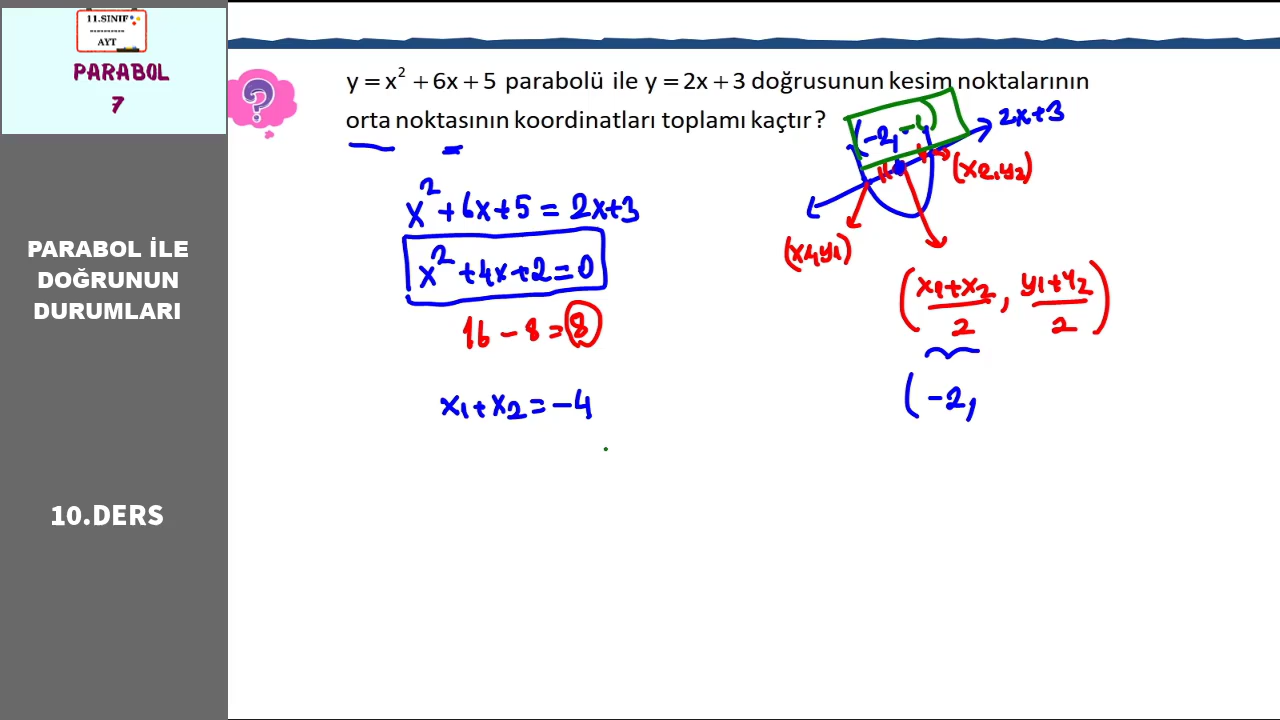 11.SINIF
AYT
PARABOL
7
PARABOL İLE
DOĞRUNUN
DURUMLARI
10.DERS
y = x² + 6x + 5 parabolü ile y = 2x + 3 doğrusunun kesim noktalarının
orta noktasının koordinatları toplamı kaçtır ?
x² + 6x + 5 = 2x + 3
x² + 4x + 2 = 0
16 - 8 = 8
x₁ + x₂ = -4
2x+3
(-2, -1)
(x₂, y₂)
(x₁, y₁)
(x₁+x₂/2, y₁+y₂/2)
(-2,